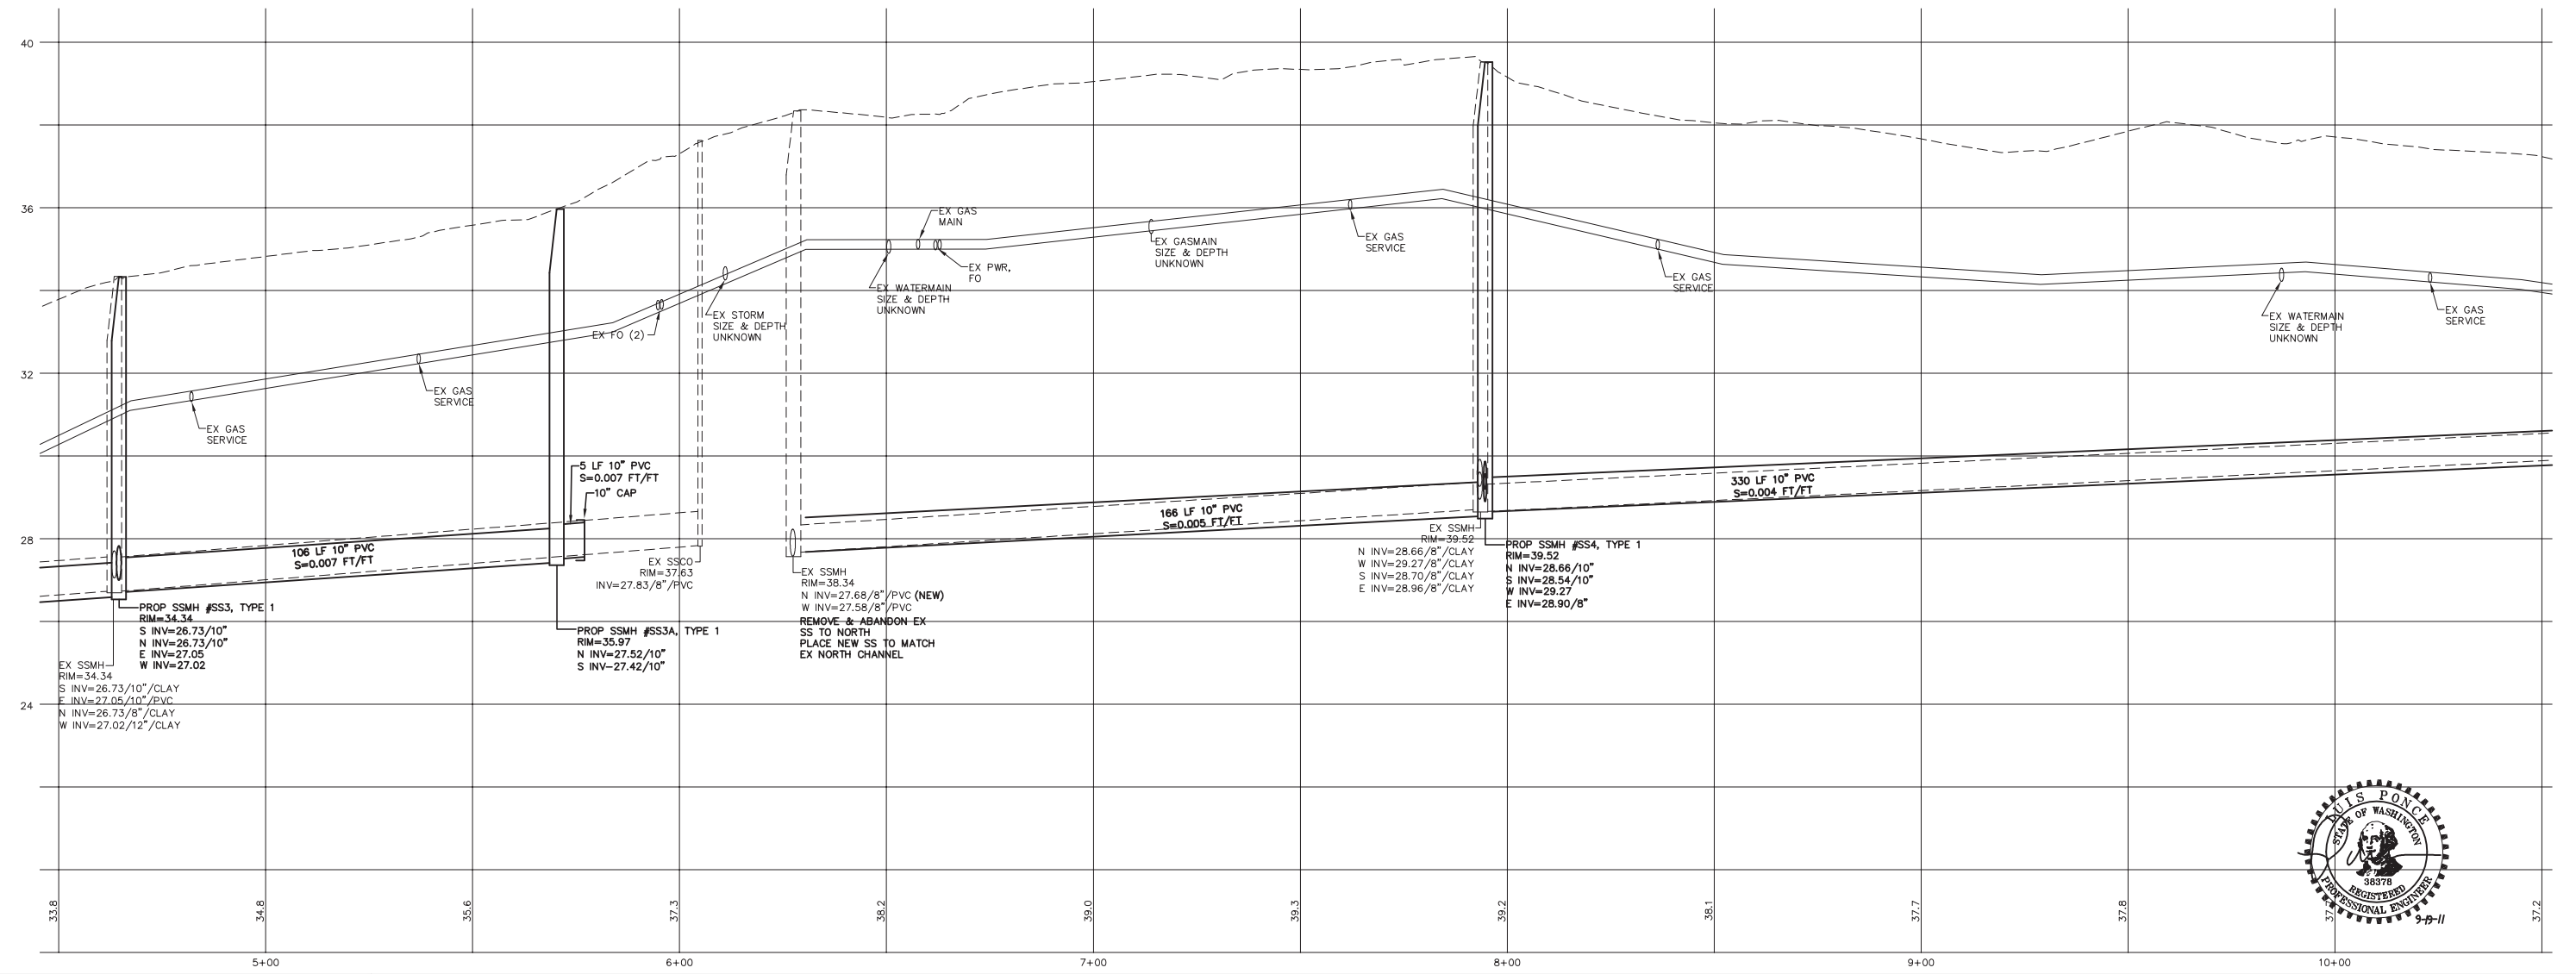 40
36
32
28
24
EX GAS
SERVICE
EX GAS
SERVICE
EX FO (2)
EX STORM
SIZE & DEPTH
UNKNOWN
EX WATERMAIN
SIZE & DEPTH
UNKNOWN
EX GAS
MAIN
EX PWR,
FO
EX GASMAIN
SIZE & DEPTH
UNKNOWN
EX GAS
SERVICE
EX GAS
SERVICE
EX WATERMAIN
SIZE & DEPTH
UNKNOWN
EX GAS
SERVICE
5 LF 10" PVC
S=0.007 FT/FT
10" CAP
106 LF 10" PVC
S=0.007 FT/FT
166 LF 10" PVC
S=0.005 FT/FT
330 LF 10" PVC
S=0.004 FT/FT
PROP SSMH #SS3, TYPE 1
RIM=34.34
S INV=26.73/10"
N INV=26.73/10"
E INV=27.05
W INV=27.02
EX SSMH
RIM=34.34
S INV=26.73/10"/CLAY
E INV=27.05/10"/PVC
N INV=26.73/8"/CLAY
W INV=27.02/12"/CLAY
PROP SSMH #SS3A, TYPE 1
RIM=35.97
N INV=27.52/10"
S INV-27.42/10"
EX SSCO
RIM=37.63
INV=27.83/8"/PVC
EX SSMH
RIM=38.34
N INV=27.68/8"/PVC (NEW)
W INV=27.58/8"/PVC
REMOVE & ABANDON EX
SS TO NORTH
PLACE NEW SS TO MATCH
EX NORTH CHANNEL
EX SSMH
RIM=39.52
N INV=28.66/8"/CLAY
W INV=29.27/8"/CLAY
S INV=28.70/8"/CLAY
E INV=28.96/8"/CLAY
PROP SSMH #SS4, TYPE 1
RIM=39.52
N INV=28.66/10"
S INV=28.54/10"
W INV=29.27
E INV=28.90/8"
LUIS PONCE
STATE OF WASHINGTON
38378
REGISTERED
PROFESSIONAL ENGINEER
9-19-11
33.8
34.8
35.6
37.3
38.2
39.0
39.3
39.2
38.1
37.7
37.8
37.2
5+00
6+00
7+00
8+00
9+00
10+00